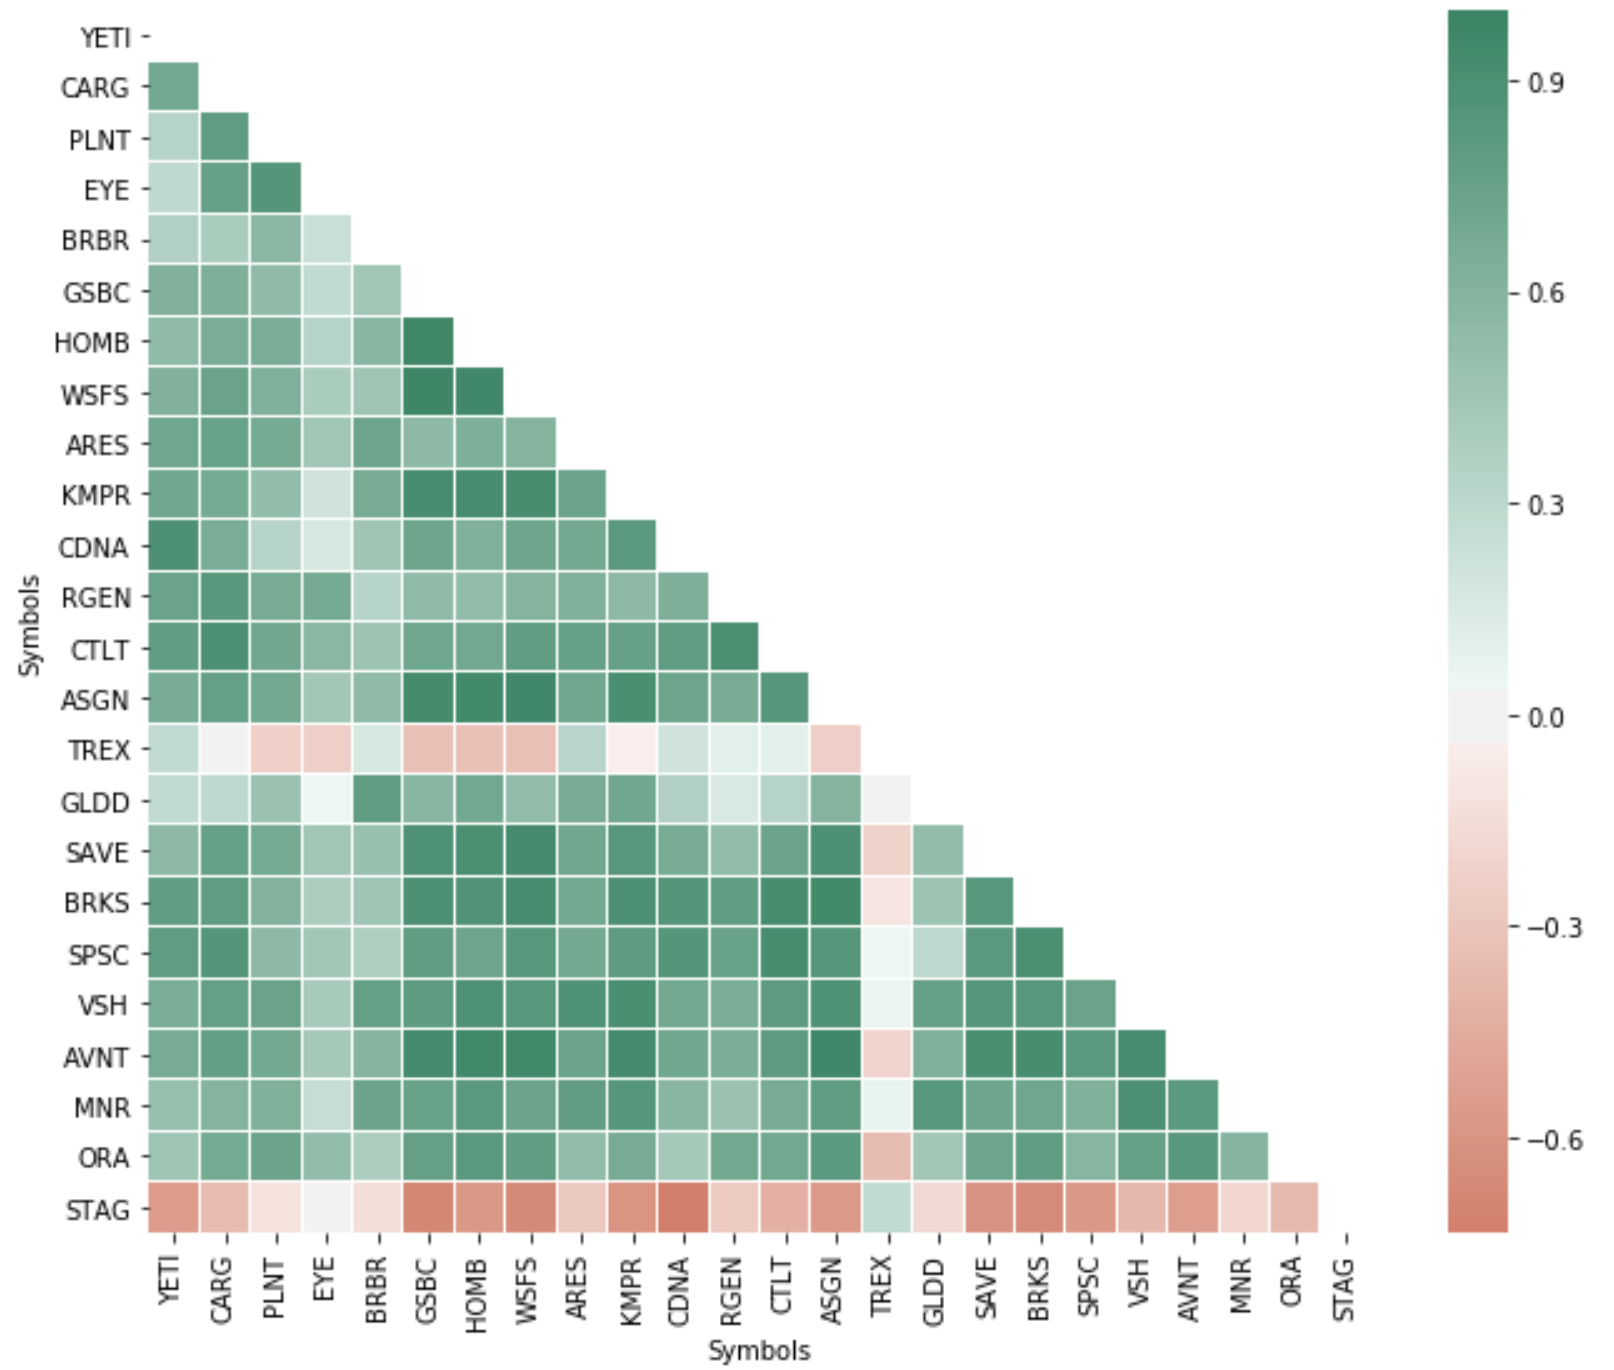 YETI
CARG
PLNT
EYE
BRBR
GSBC
HOMB
WSFS
ARES
KMPR
CDNA
RGEN
CTLT
ASGN
TREX
GLDD
SAVE
BRKS
SPSC
VSH
AVNT
MNR
ORA
STAG
Symbols
YETI CARG PLNT EYE BRBR GSBC HOMB WSFS ARES KMPR CDNA RGEN CTLT ASGN TREX GLDD SAVE BRKS SPSC VSH AVNT MNR ORA STAG
Symbols
0.9
0.6
0.3
0.0
−0.3
−0.6